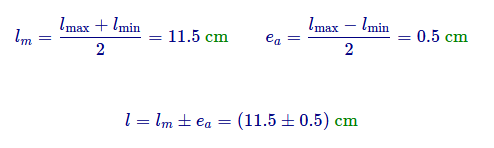 l_m = (l_max + l_min)/2 = 11.5 cm    e_a = (l_max − l_min)/2 = 0.5 cm
l = l_m ± e_a = (11.5 ± 0.5) cm